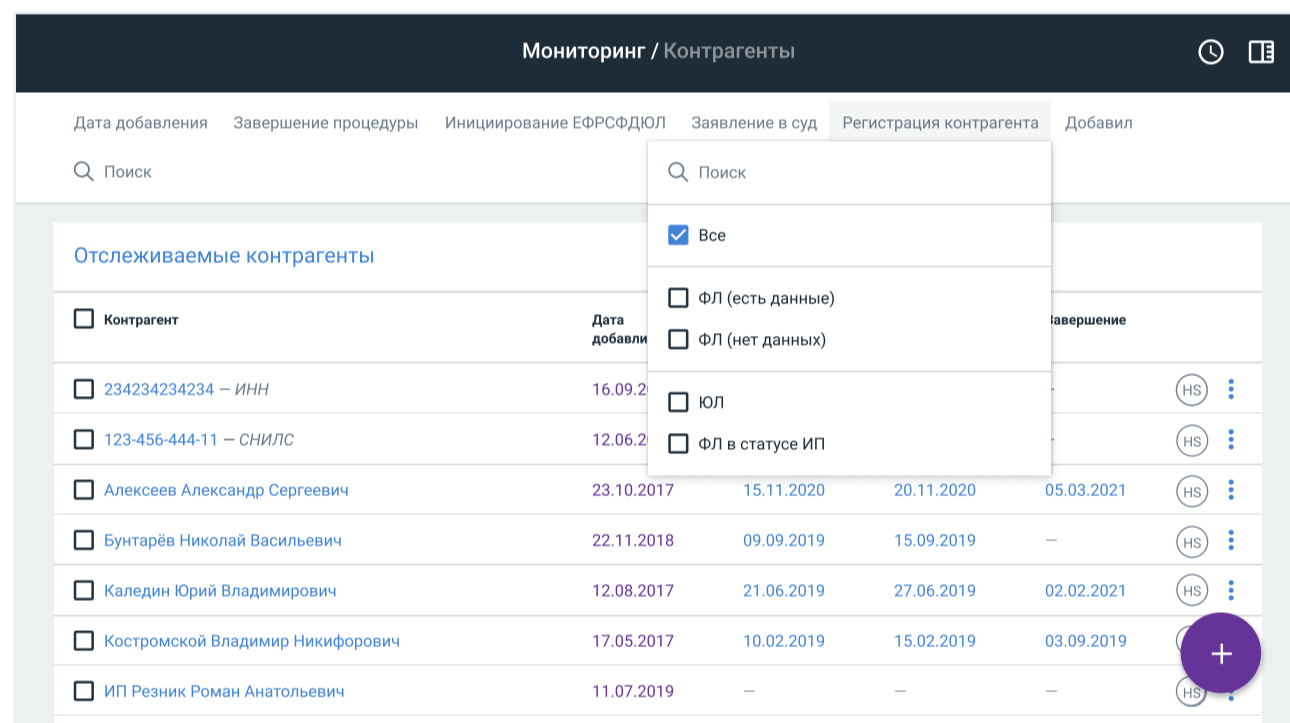 Мониторинг / Контрагенты
Дата добавления Завершение процедуры Инициирование ЕФРСФДЮЛ Заявление в суд Регистрация контрагента Добавил
Поиск
Поиск
Все
ФЛ (есть данные)
ФЛ (нет данных)
ЮЛ
ФЛ в статусе ИП
Отслеживаемые контрагенты
Контрагент Дата Завершение
234234234234 — ИНН HS
123-456-444-11 — СНИЛС HS
Алексеев Александр Сергеевич 23.10.2017 15.11.2020 20.11.2020 05.03.2021 HS
Бунтарёв Николай Васильевич 22.11.2018 09.09.2019 15.09.2019 — HS
Каледин Юрий Владимирович 12.08.2017 21.06.2019 27.06.2019 02.02.2021 HS
Костромской Владимир Никифорович 17.05.2017 10.02.2019 15.02.2019 03.09.2019
ИП Резник Роман Анатольевич 11.07.2019 — — — HS